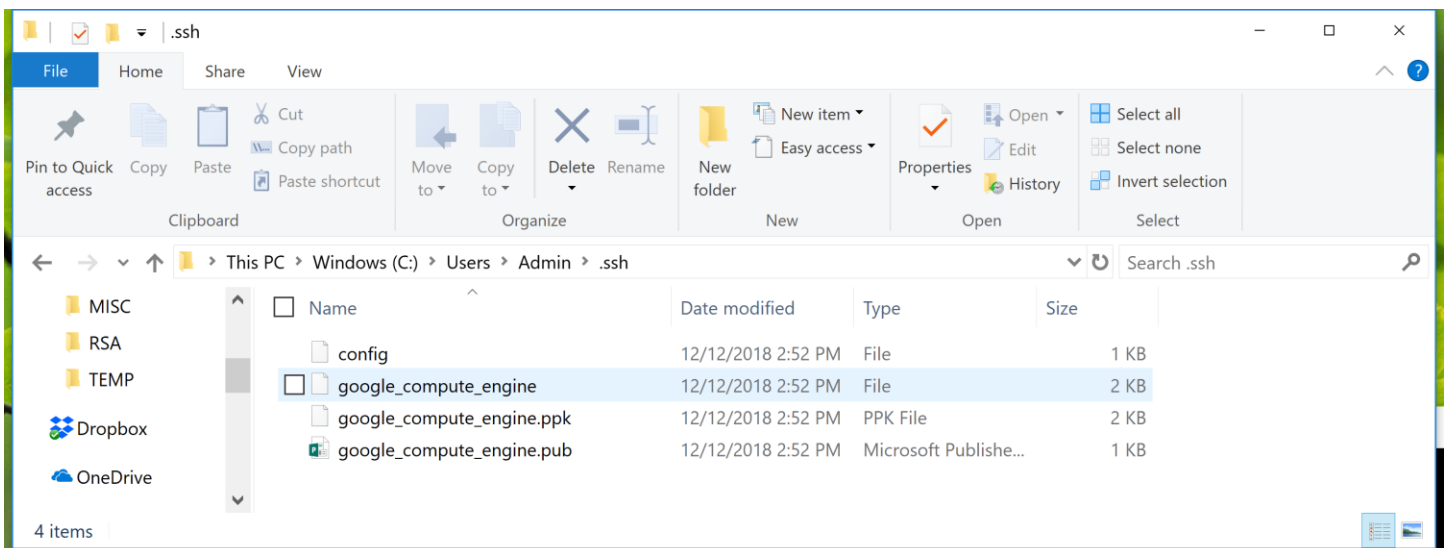 .ssh
File Home Share View
Pin to Quick access
Copy
Paste
Cut
Copy path
Paste shortcut
Clipboard
Move to
Copy to
Delete
Rename
Organize
New folder
New item
Easy access
New
Properties
Open
Edit
History
Open
Select all
Select none
Invert selection
Select
This PC > Windows (C:) > Users > Admin > .ssh
Search .ssh
MISC
RSA
TEMP
Dropbox
OneDrive
Name Date modified Type Size
config 12/12/2018 2:52 PM File 1 KB
google_compute_engine 12/12/2018 2:52 PM File 2 KB
google_compute_engine.ppk 12/12/2018 2:52 PM PPK File 2 KB
google_compute_engine.pub 12/12/2018 2:52 PM Microsoft Publishe... 1 KB
4 items